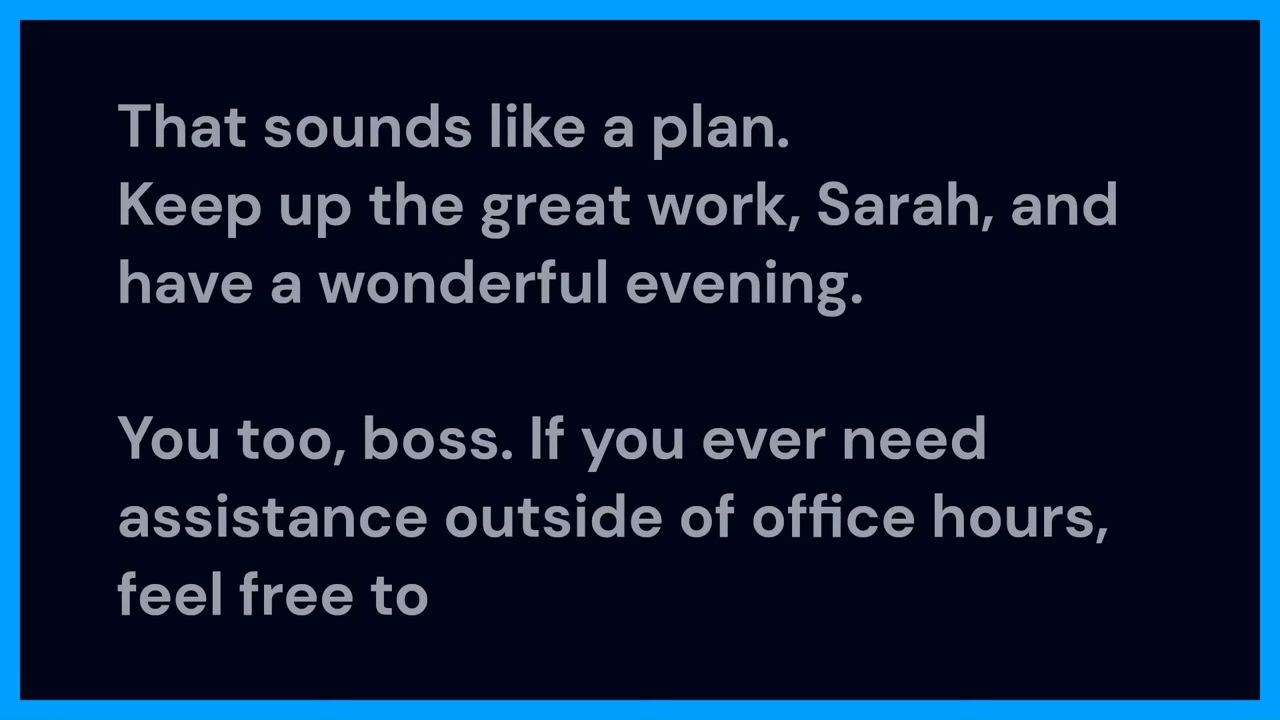 That sounds like a plan.
Keep up the great work, Sarah, and
have a wonderful evening.
You too, boss. If you ever need
assistance outside of office hours,
feel free to